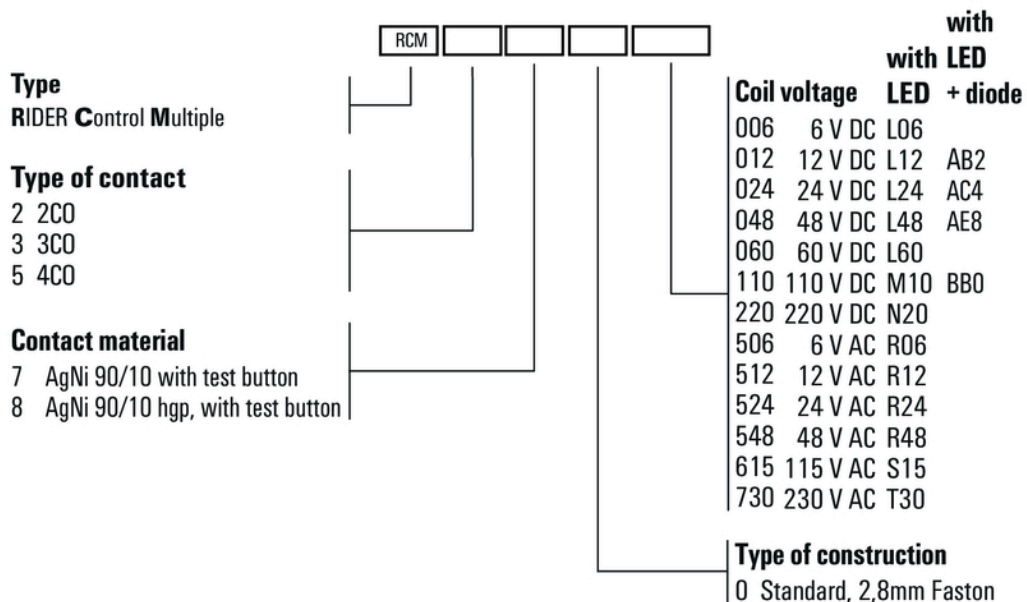 RCM
Type
RIDER Control Multiple
Type of contact
2 2CO
3 3CO
5 4CO
Contact material
7 AgNi 90/10 with test button
8 AgNi 90/10 hgp, with test button
with
with LED
Coil voltage LED + diode
006 6 V DC L06
012 12 V DC L12 AB2
024 24 V DC L24 AC4
048 48 V DC L48 AE8
060 60 V DC L60
110 110 V DC M10 BB0
220 220 V DC N20
506 6 V AC R06
512 12 V AC R12
524 24 V AC R24
548 48 V AC R48
615 115 V AC S15
730 230 V AC T30
Type of construction
0 Standard, 2,8mm Faston